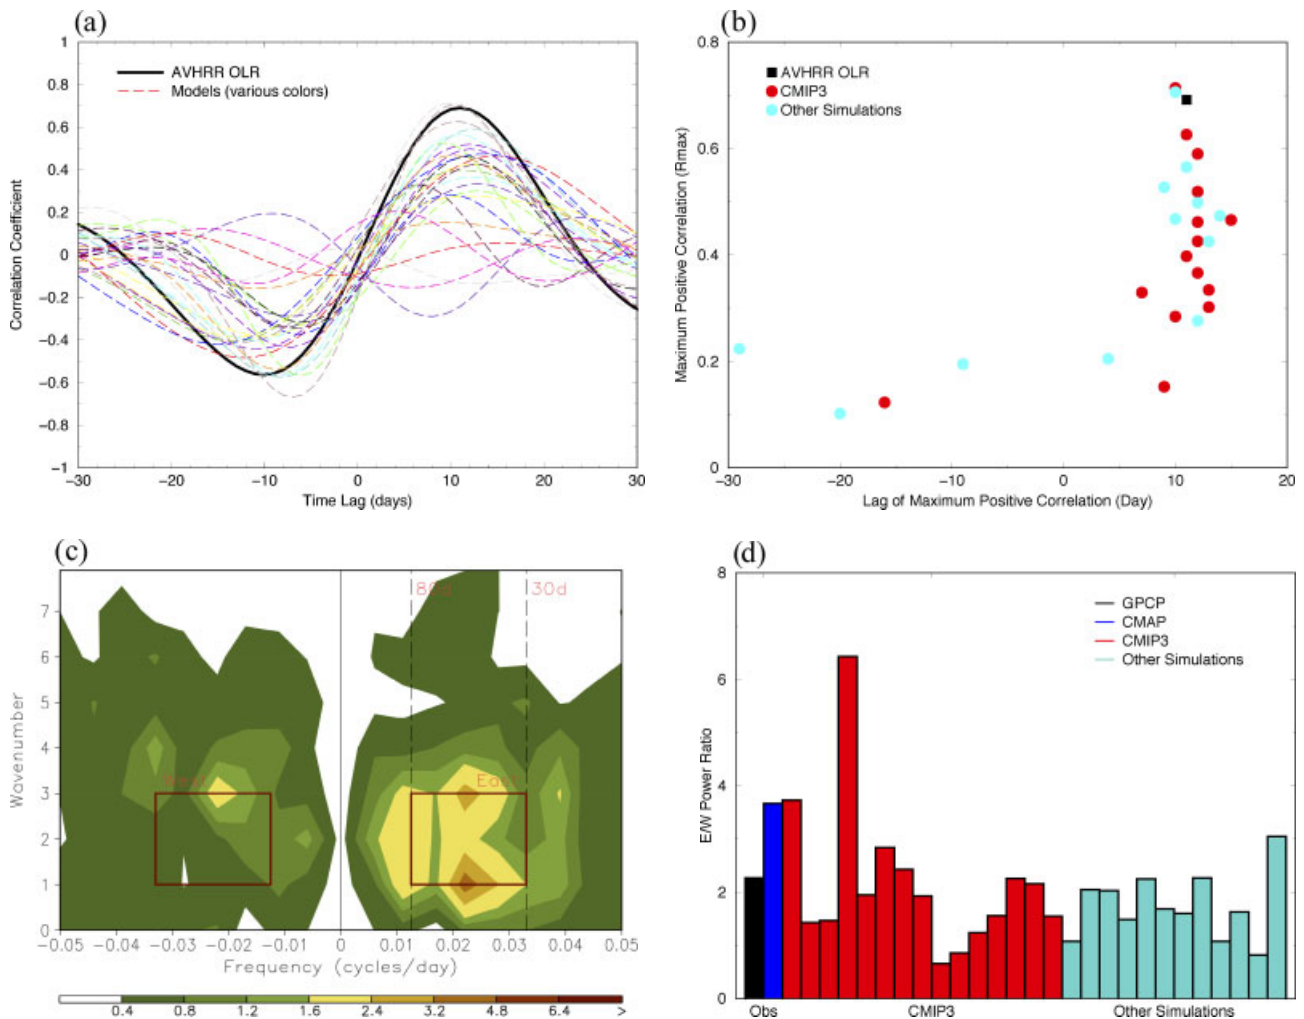 (a)
AVHRR OLR
Models (various colors)
Correlation Coefficient
1
0.8
0.6
0.4
0.2
0
−0.2
−0.4
−0.6
−0.8
−1
−30 −20 −10 0 10 20 30
Time Lag (days)
(b)
AVHRR OLR
CMIP3
Other Simulations
Maximum Positive Correlation (Rmax)
0.8
0.6
0.4
0.2
0
−30 −20 −10 0 10 20
Lag of Maximum Positive Correlation (Day)
(c)
80d 30d
West East
Wavenumber
7
6
5
4
3
2
1
0
−0.05 −0.04 −0.03 −0.02 −0.01 0 0.01 0.02 0.03 0.04 0.05
Frequency (cycles/day)
0.4 0.8 1.2 1.6 2.4 3.2 4.8 6.4 >
(d)
GPCP
CMAP
CMIP3
Other Simulations
E/W Power Ratio
8
6
4
2
0
Obs CMIP3 Other Simulations